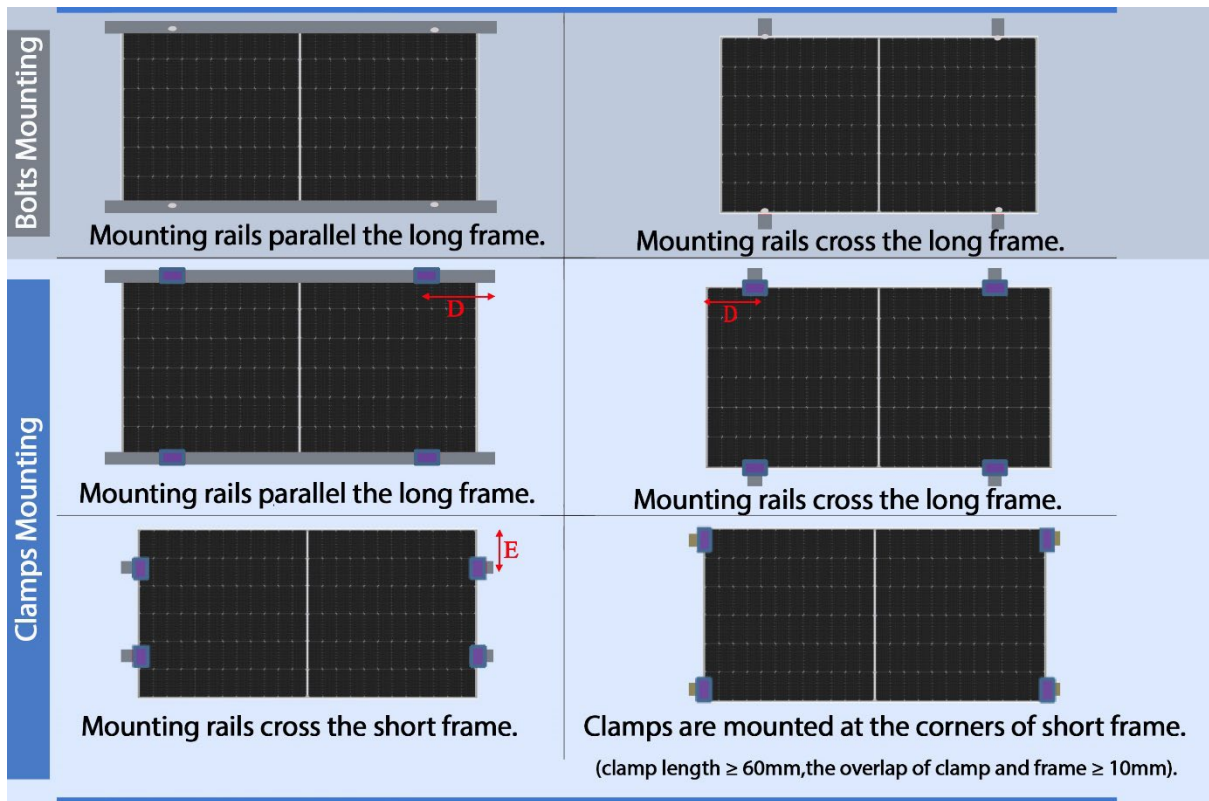 Bolts Mounting
Mounting rails parallel the long frame.
Mounting rails cross the long frame.
Clamps Mounting
D
D
Mounting rails parallel the long frame.
Mounting rails cross the long frame.
E
Mounting rails cross the short frame.
Clamps are mounted at the corners of short frame.
(clamp length ≥ 60mm,the overlap of clamp and frame ≥ 10mm).